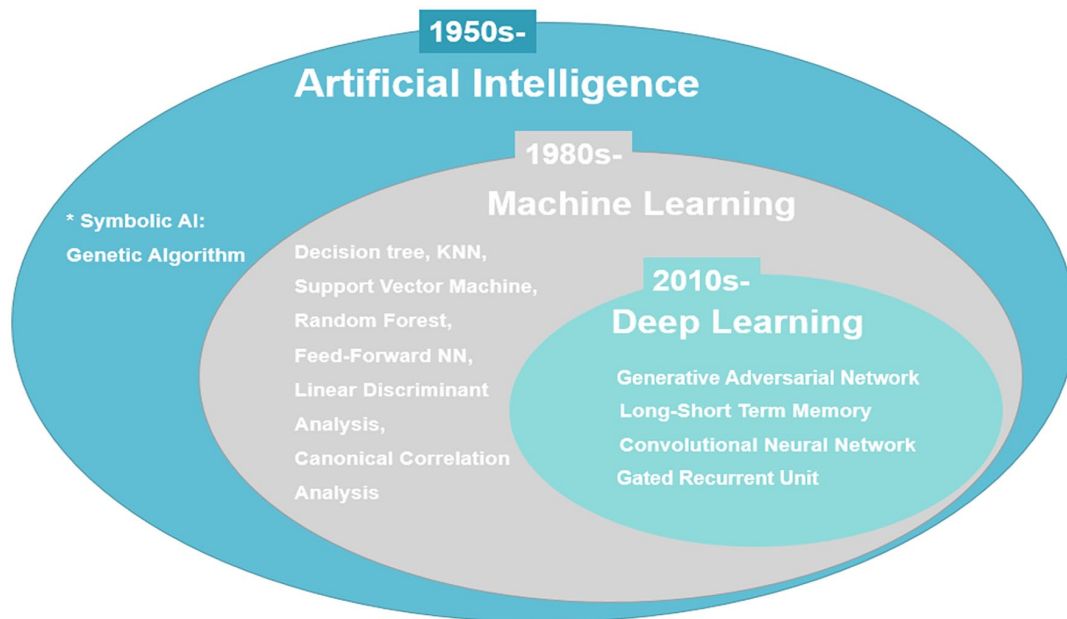 1950s-
Artificial Intelligence
1980s-
Machine Learning
* Symbolic AI:
Genetic Algorithm
Decision tree, KNN,
Support Vector Machine,
Random Forest,
Feed-Forward NN,
Linear Discriminant
Analysis,
Canonical Correlation
Analysis
2010s-
Deep Learning
Generative Adversarial Network
Long-Short Term Memory
Convolutional Neural Network
Gated Recurrent Unit